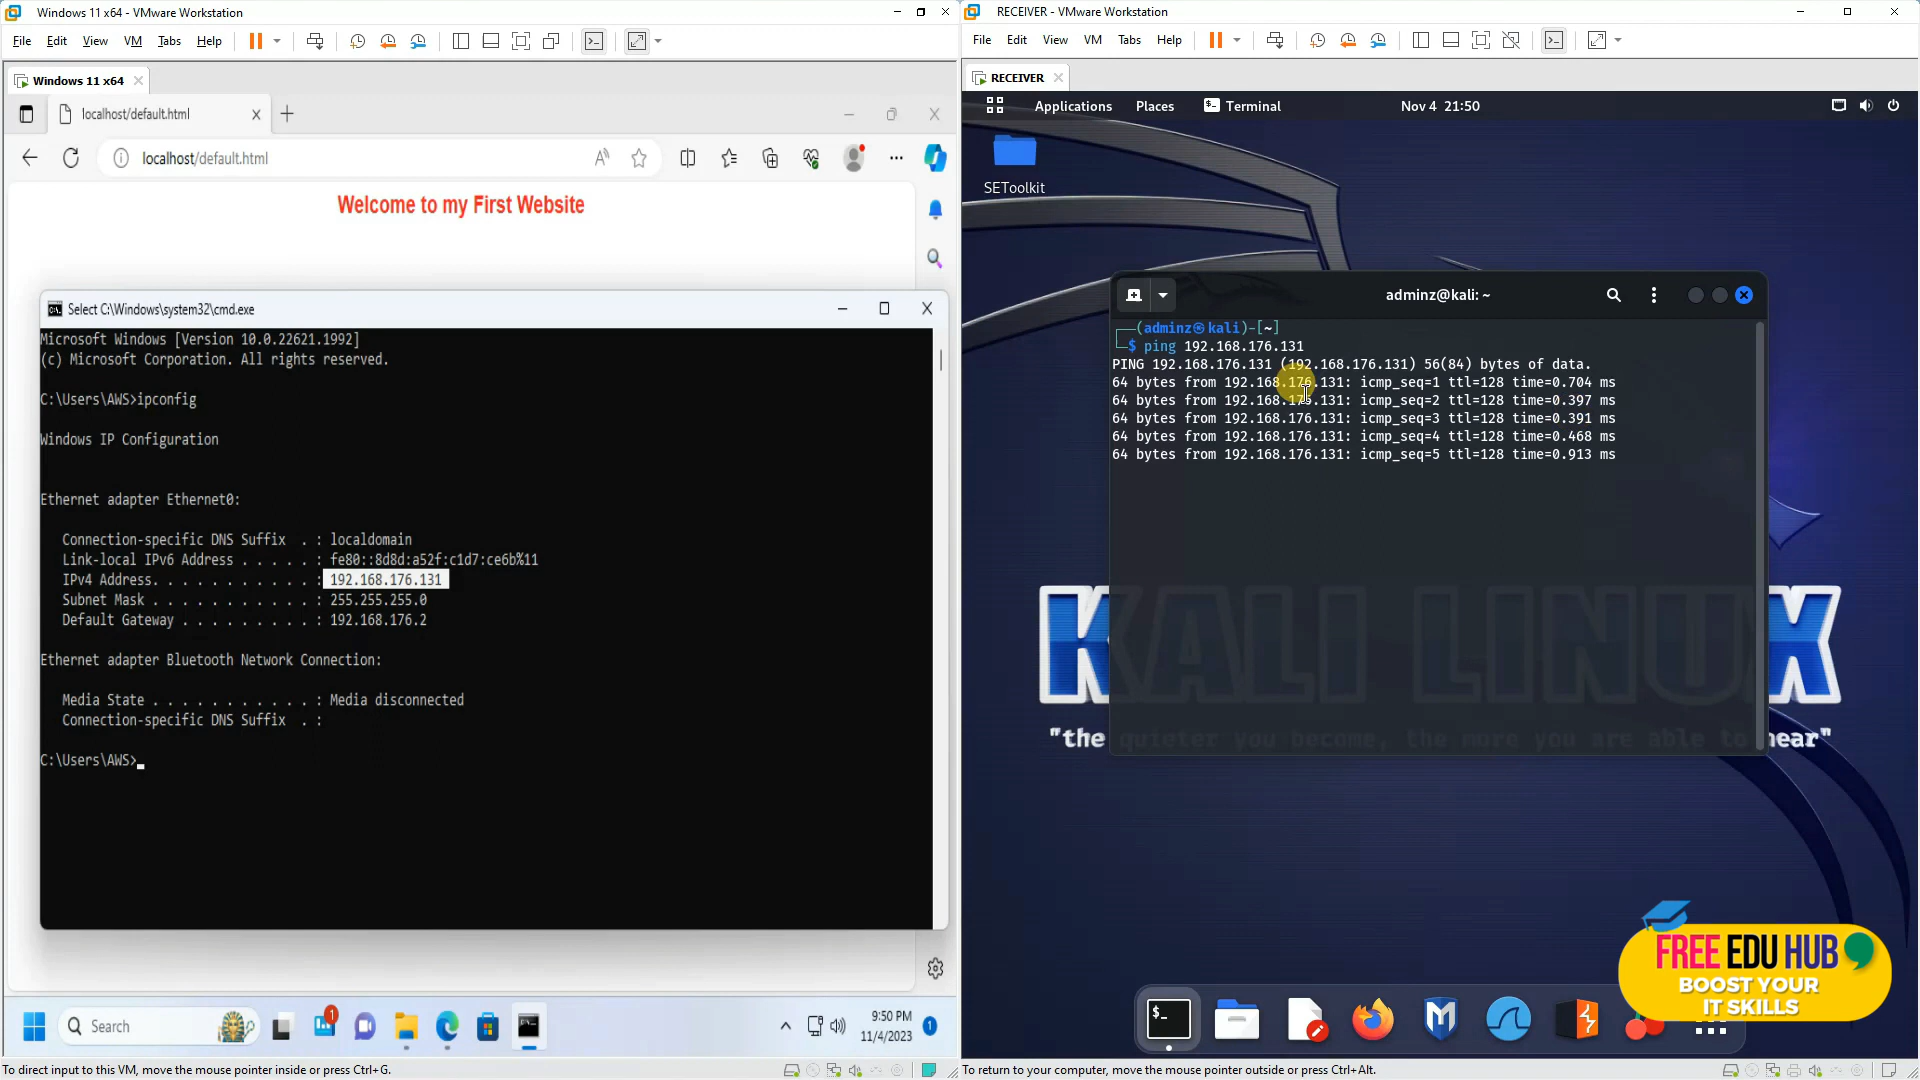 Windows 11 x64 - VMware Workstation
File Edit View VM Tabs Help
Windows 11 x64
localhost/default.html
localhost/default.html
Welcome to my First Website
Select C:\Windows\system32\cmd.exe
Microsoft Windows [Version 10.0.22621.1992]
(c) Microsoft Corporation. All rights reserved.
C:\Users\AWS>ipconfig
Windows IP Configuration
Ethernet adapter Ethernet0:
Connection-specific DNS Suffix . : localdomain
Link-local IPv6 Address . . . . . : fe80::8d8d:a52f:c1d7:ce6b%11
IPv4 Address. . . . . . . . . . . : 192.168.176.131
Subnet Mask . . . . . . . . . . . : 255.255.255.0
Default Gateway . . . . . . . . . : 192.168.176.2
Ethernet adapter Bluetooth Network Connection:
Media State . . . . . . . . . . . : Media disconnected
Connection-specific DNS Suffix . :
C:\Users\AWS>
Search
1
9:50 PM
11/4/2023
1
To direct input to this VM, move the mouse pointer inside or press Ctrl+G.
RECEIVER - VMware Workstation
File Edit View VM Tabs Help
RECEIVER
Applications Places Terminal Nov 4 21:50
SEToolkit
adminz@kali: ~
(adminz㉿kali)-[~]
$ ping 192.168.176.131
PING 192.168.176.131 (192.168.176.131) 56(84) bytes of data.
64 bytes from 192.168.176.131: icmp_seq=1 ttl=128 time=0.704 ms
64 bytes from 192.168.176.131: icmp_seq=2 ttl=128 time=0.397 ms
64 bytes from 192.168.176.131: icmp_seq=3 ttl=128 time=0.391 ms
64 bytes from 192.168.176.131: icmp_seq=4 ttl=128 time=0.468 ms
64 bytes from 192.168.176.131: icmp_seq=5 ttl=128 time=0.913 ms
KALI LINUX
"the quieter you become, the more you are able to hear"
FREE EDU HUB
BOOST YOUR
IT SKILLS
To return to your computer, move the mouse pointer outside or press Ctrl+Alt.